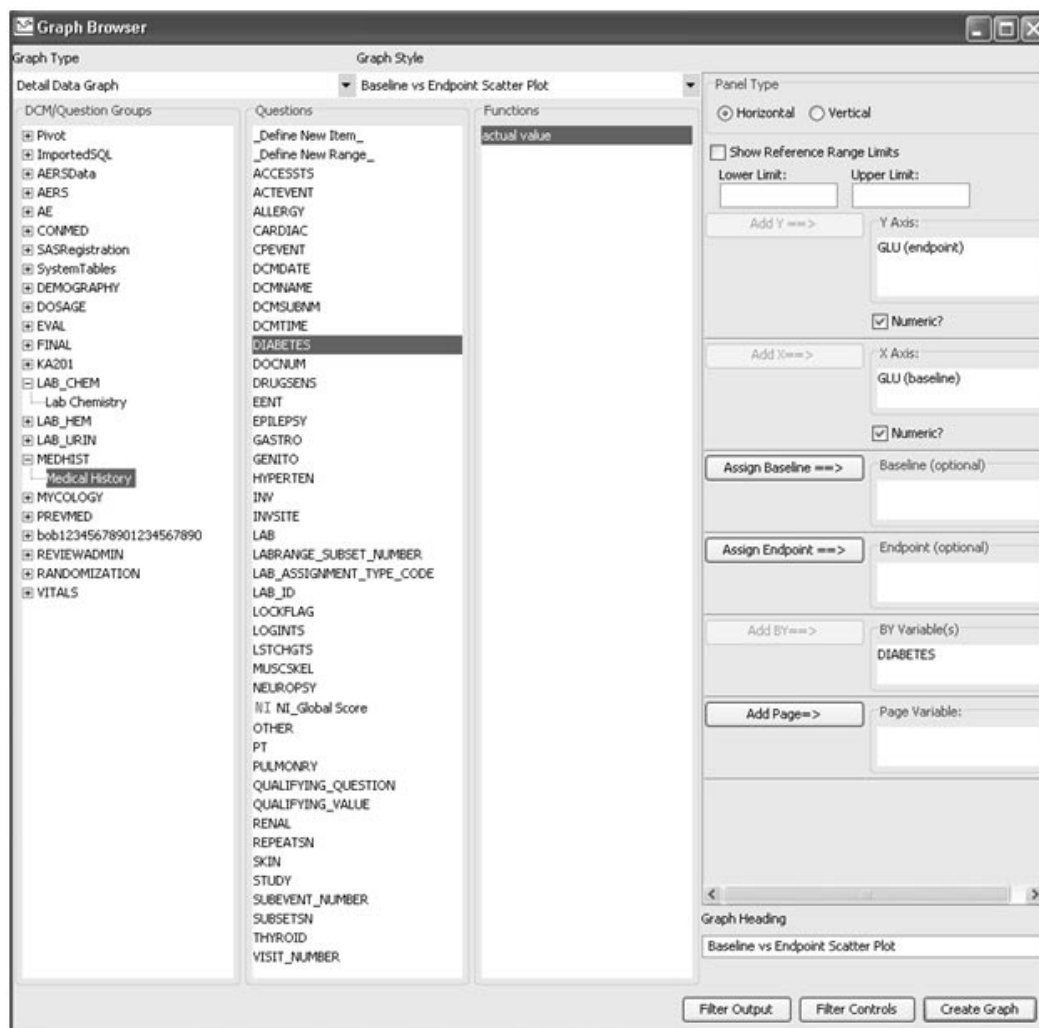 Graph Browser
Graph Type
Graph Style
Detail Data Graph
Baseline vs Endpoint Scatter Plot
DCM/Question Groups
Pivot
ImportedSQL
AERSData
AERS
AE
CONMED
SASRegistration
SystemTables
DEMOGRAPHY
DOSAGE
EVAL
FINAL
KA201
LAB_CHEM
Lab Chemistry
LAB_HEM
LAB_URIN
MEDHIST
Medical History
MYCOLOGY
PREVMED
bob12345678901234567890
REVIEWADMIN
RANDOMIZATION
VITALS
Questions
_Define New Item_
_Define New Range_
ACCESSTS
ACTEVENT
ALLERGY
CARDIAC
CPEVENT
DCMDATE
DCMNAME
DCMSUBNM
DCMTIME
DIABETES
DOCNUM
DRUGSENS
EENT
EPILEPSY
GASTRO
GENITO
HYPERTEN
INV
INVSITE
LAB
LABRANGE_SUBSET_NUMBER
LAB_ASSIGNMENT_TYPE_CODE
LAB_ID
LOCKFLAG
LOGINTS
LSTCHGTS
MUSCSKEL
NEUROPSY
NI NI_Global Score
OTHER
PT
PULMONRY
QUALIFYING_QUESTION
QUALIFYING_VALUE
RENAL
REPEATSN
SKIN
STUDY
SUBEVENT_NUMBER
SUBSETSN
THYROID
VISIT_NUMBER
Functions
actual value
Panel Type
Horizontal Vertical
Show Reference Range Limits
Lower Limit: Upper Limit:
Add Y ==>
Y Axis:
GLU (endpoint)
Numeric?
Add X==>
X Axis:
GLU (baseline)
Numeric?
Assign Baseline ==>
Baseline (optional)
Assign Endpoint ==>
Endpoint (optional)
Add BY==>
BY Variable(s)
DIABETES
Add Page=>
Page Variable:
Graph Heading
Baseline vs Endpoint Scatter Plot
Filter Output Filter Controls Create Graph